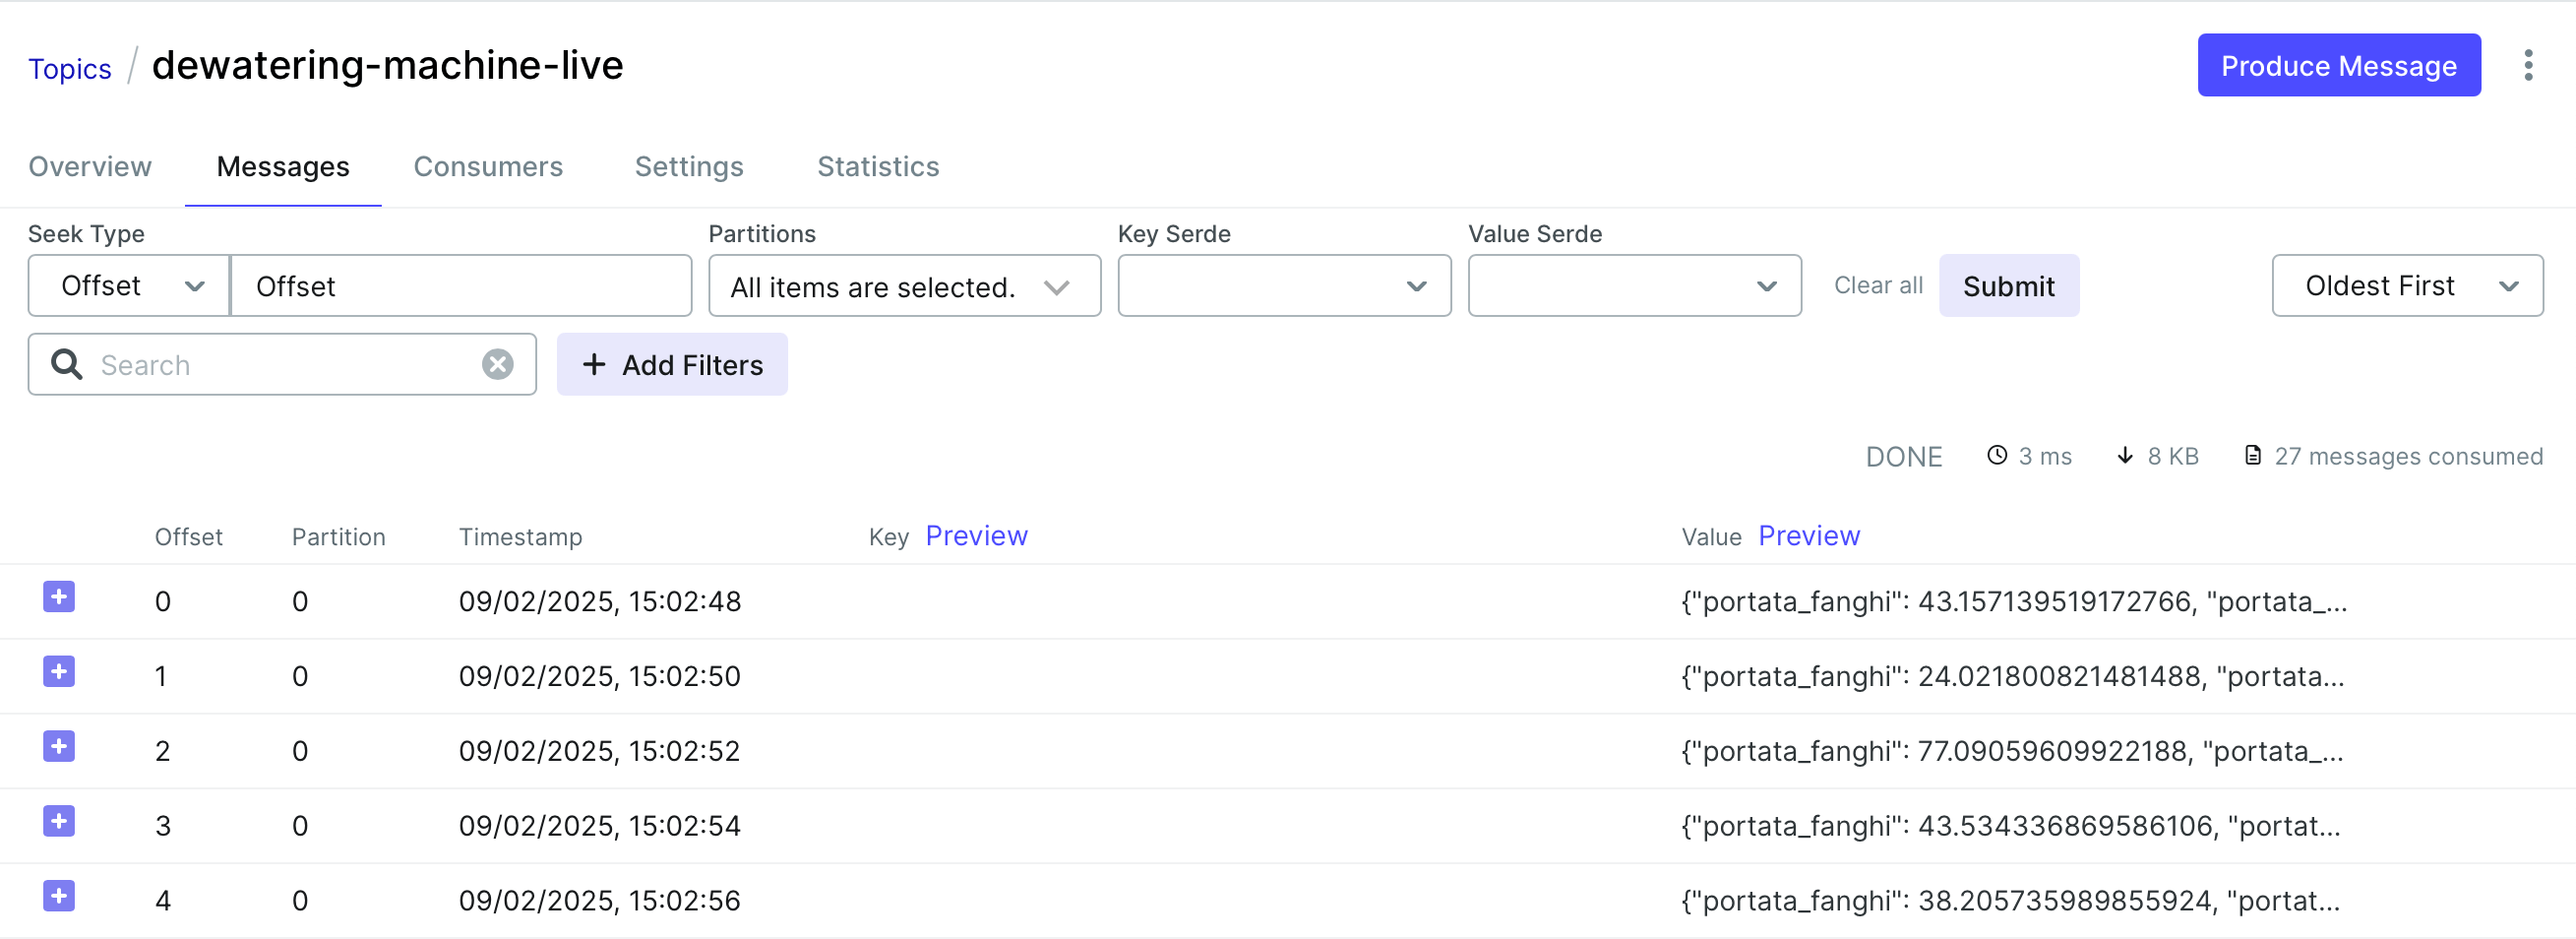 Topics / dewatering-machine-live
Produce Message
Overview Messages Consumers Settings Statistics
Seek Type Partitions Key Serde Value Serde
Offset Offset All items are selected. Clear all Submit Oldest First
Search + Add Filters
DONE 3 ms 8 KB 27 messages consumed
Offset Partition Timestamp Key Preview Value Preview
0 0 09/02/2025, 15:02:48 {"portata_fanghi": 43.157139519172766, "portata_...
1 0 09/02/2025, 15:02:50 {"portata_fanghi": 24.021800821481488, "portata...
2 0 09/02/2025, 15:02:52 {"portata_fanghi": 77.09059609922188, "portata_...
3 0 09/02/2025, 15:02:54 {"portata_fanghi": 43.534336869586106, "portat...
4 0 09/02/2025, 15:02:56 {"portata_fanghi": 38.205735989855924, "portat...